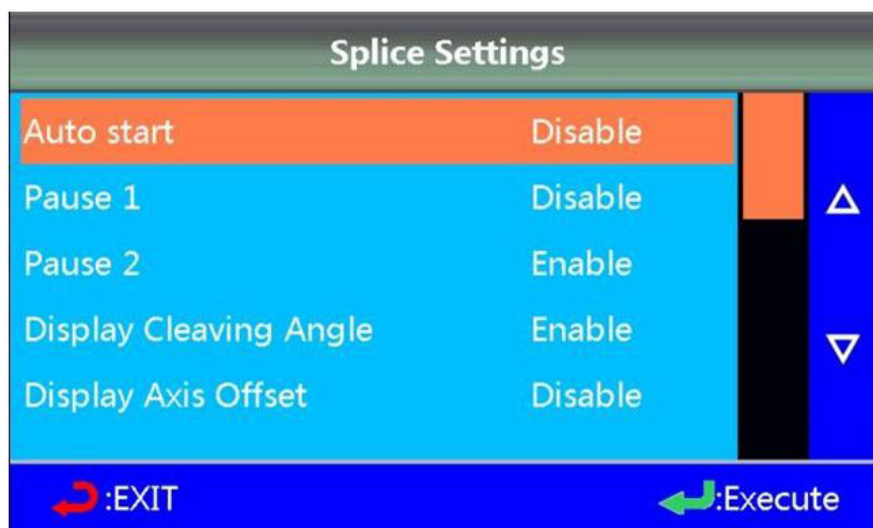 Splice Settings
Auto start Disable
Pause 1 Disable
Pause 2 Enable
Display Cleaving Angle Enable
Display Axis Offset Disable
:EXIT :Execute